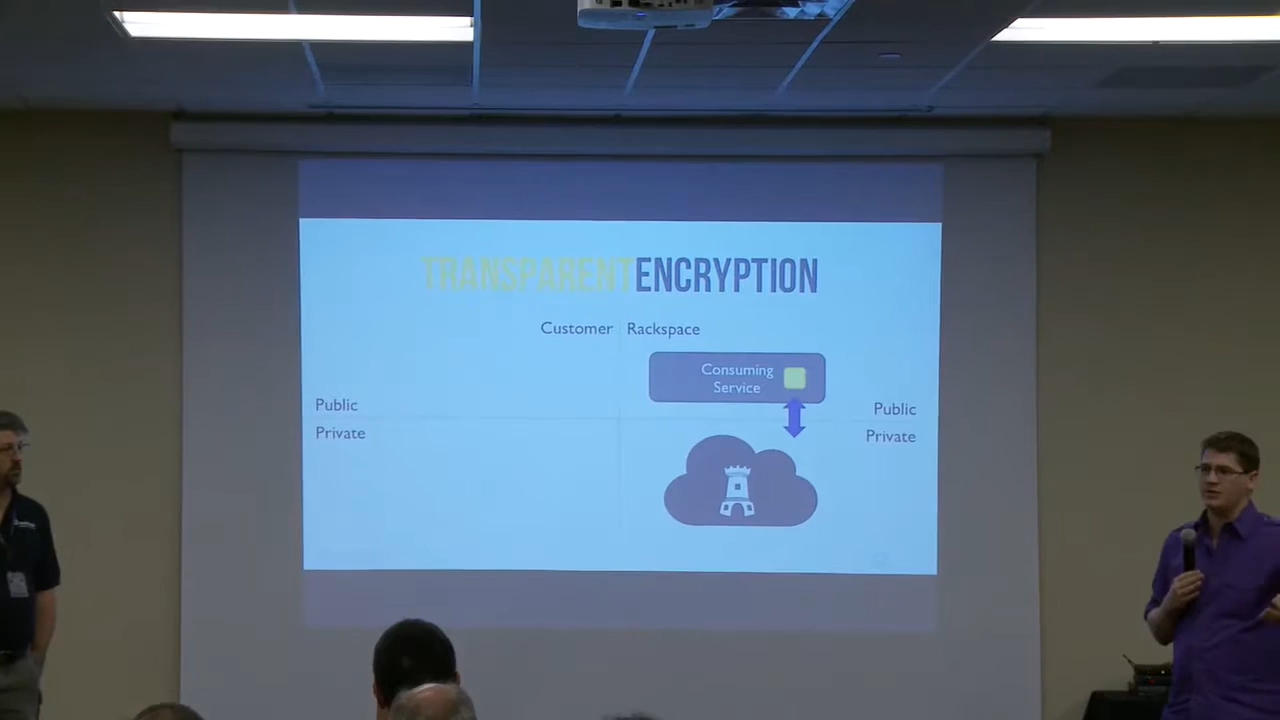 TRANSPARENTENCRYPTION
Customer Rackspace
Consuming
Service
Public
Private
Public
Private